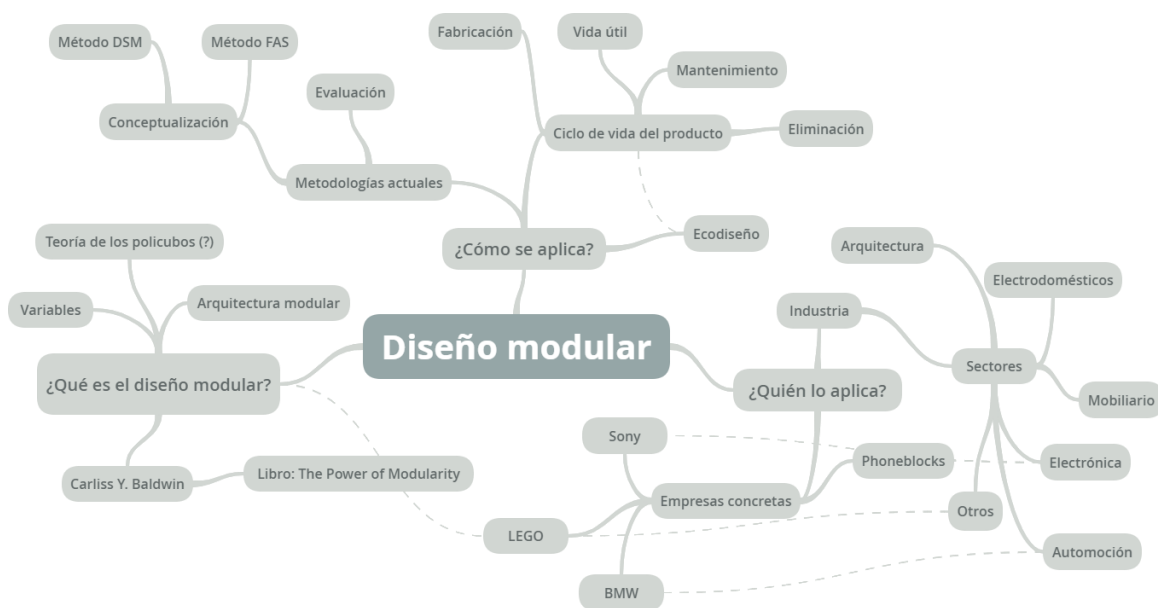 Método DSM
Método FAS
Fabricación
Vida útil
Mantenimiento
Evaluación
Conceptualización
Ciclo de vida del producto
Eliminación
Metodologías actuales
Teoría de los policubos (?)
¿Cómo se aplica?
Ecodiseño
Arquitectura
Variables
Arquitectura modular
Industria
Electrodomésticos
Diseño modular
¿Qué es el diseño modular?
¿Quién lo aplica?
Sectores
Mobiliario
Sony
Phoneblocks
Electrónica
Carliss Y. Baldwin
Libro: The Power of Modularity
Empresas concretas
Otros
LEGO
Automoción
BMW